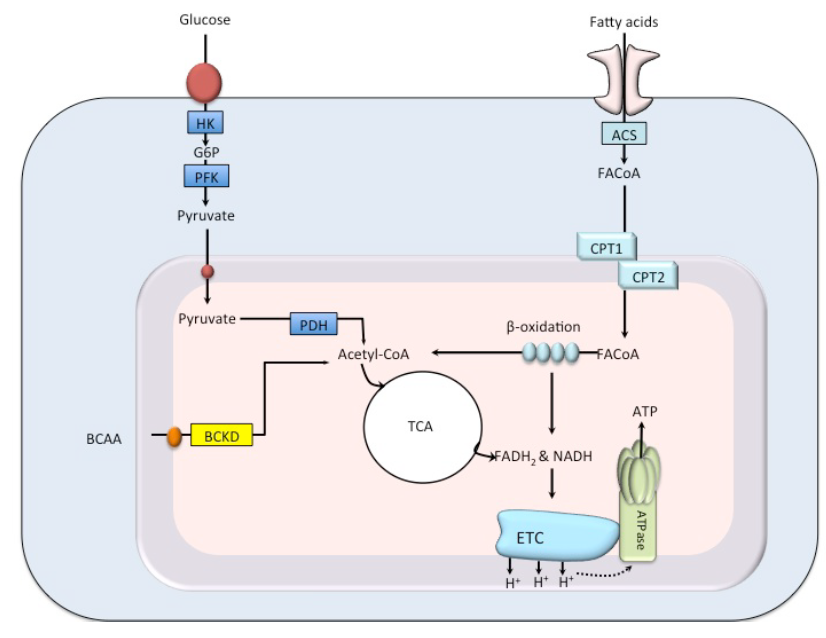 Glucose
Fatty acids
HK
ACS
G6P
PFK
FACoA
Pyruvate
CPT1
CPT2
Pyruvate
PDH
β-oxidation
Acetyl-CoA
FACoA
TCA
ATP
BCAA
BCKD
FADH₂ & NADH
ATPase
ETC
H⁺ H⁺ H⁺